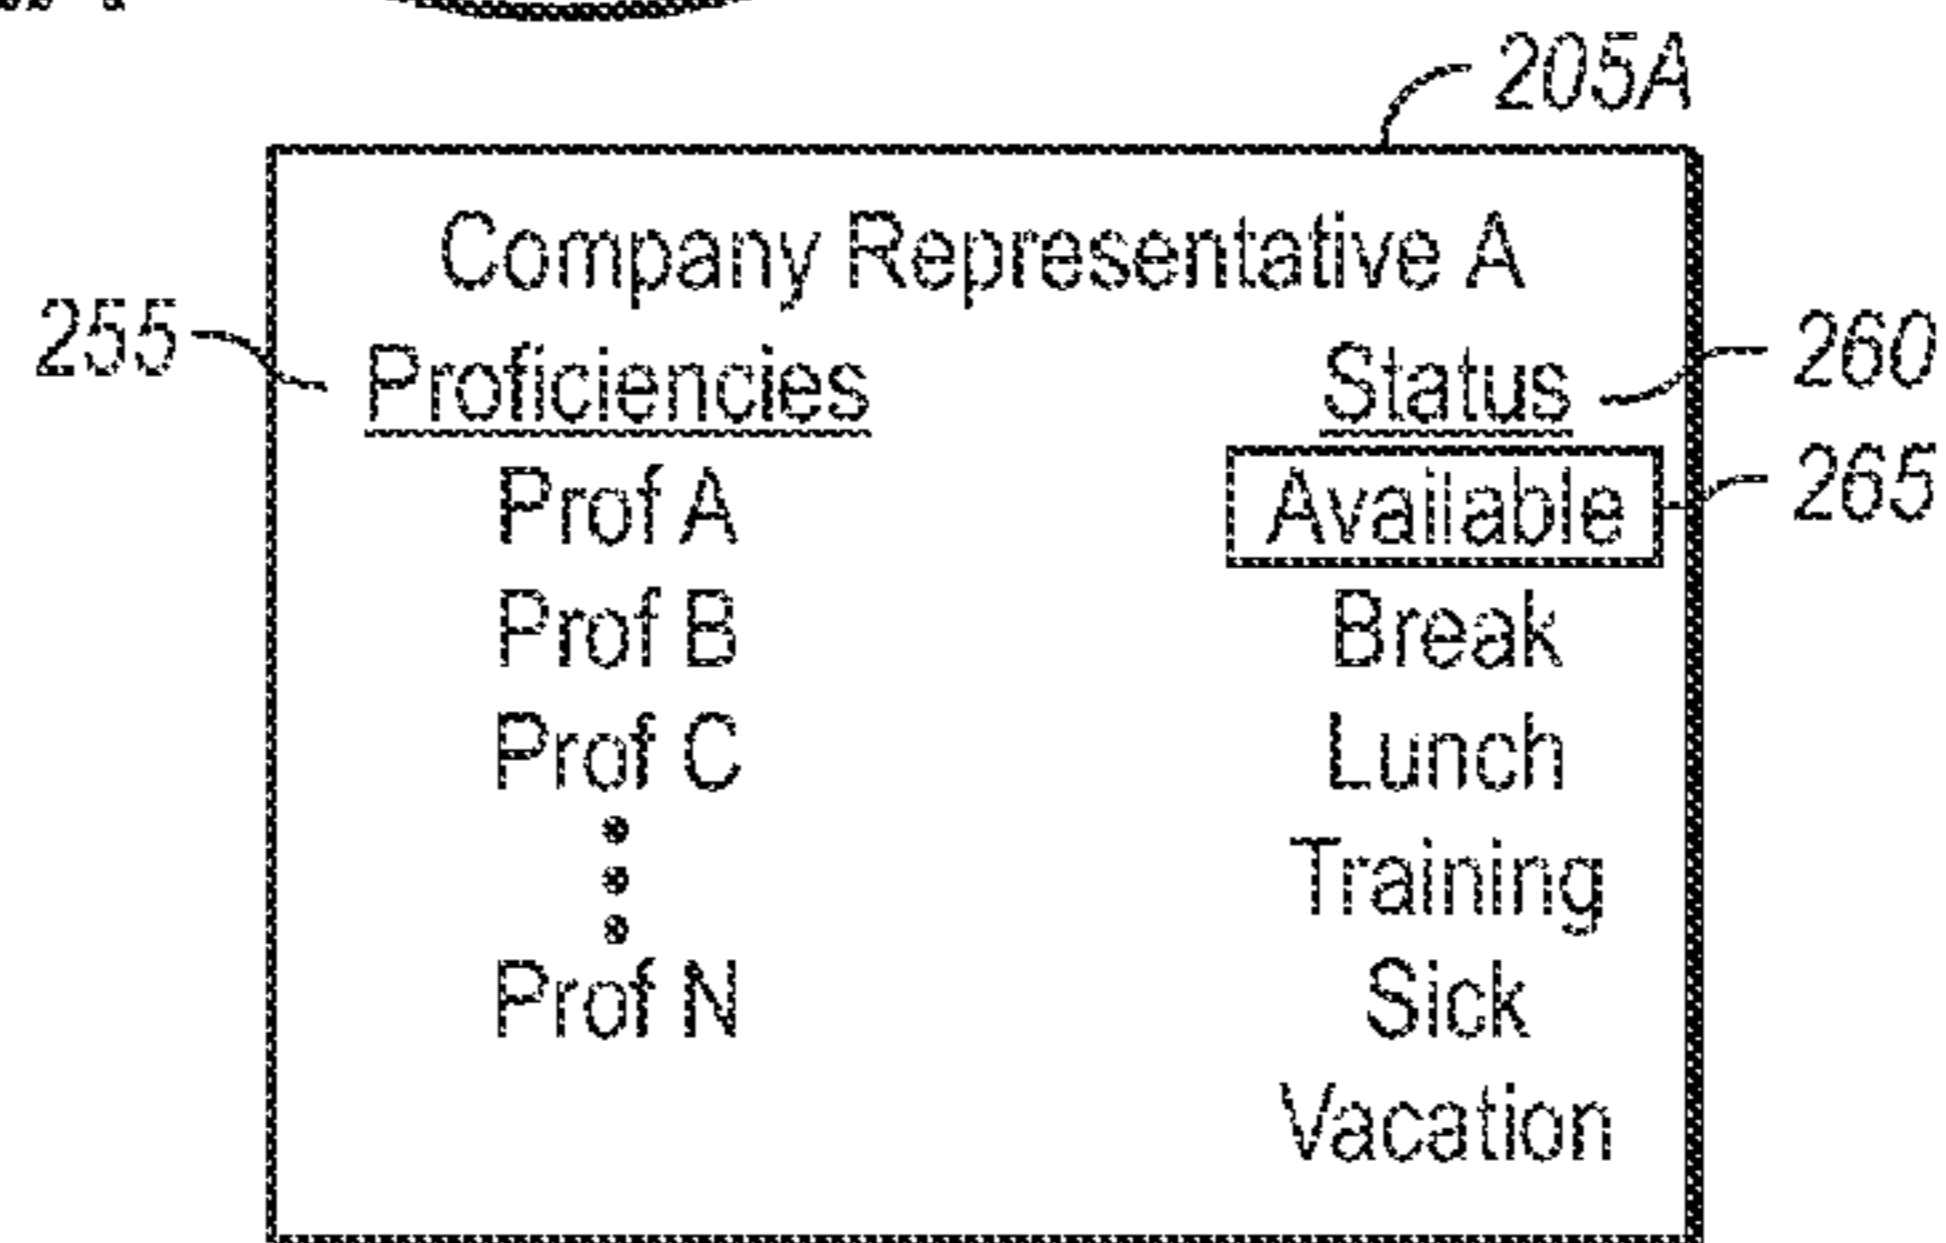 205A
Company Representative A
255 Proficiencies Status 260
Prof A Available 265
Prof B Break
Prof C Lunch
Training
Prof N Sick
Vacation